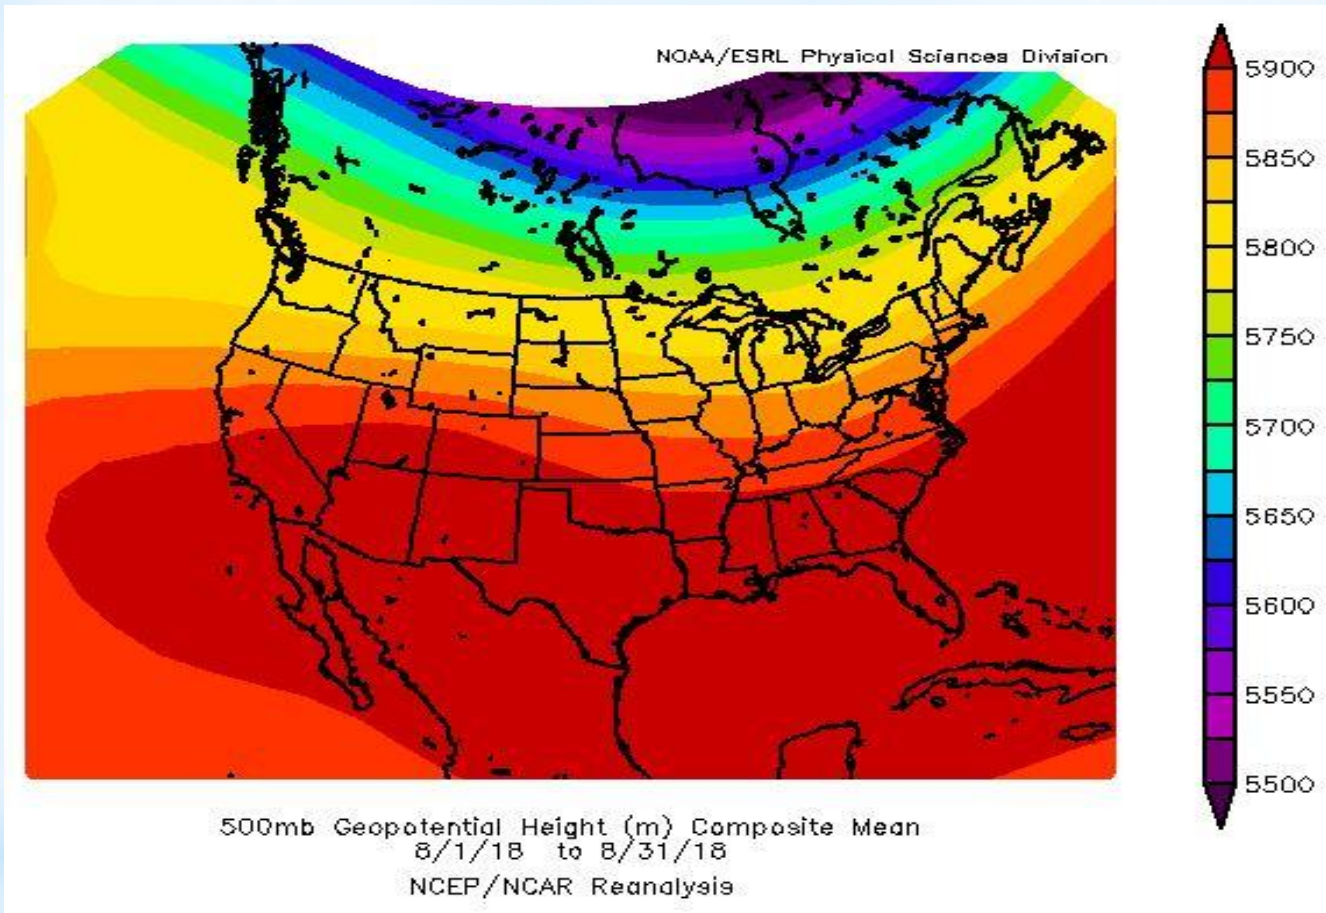 NOAA/ESRL Physical Sciences Division
5900
5850
5800
5750
5700
5650
5600
5550
5500
500mb Geopotential Height (m) Composite Mean
8/1/18 to 8/31/18
NCEP/NCAR Reanalysis